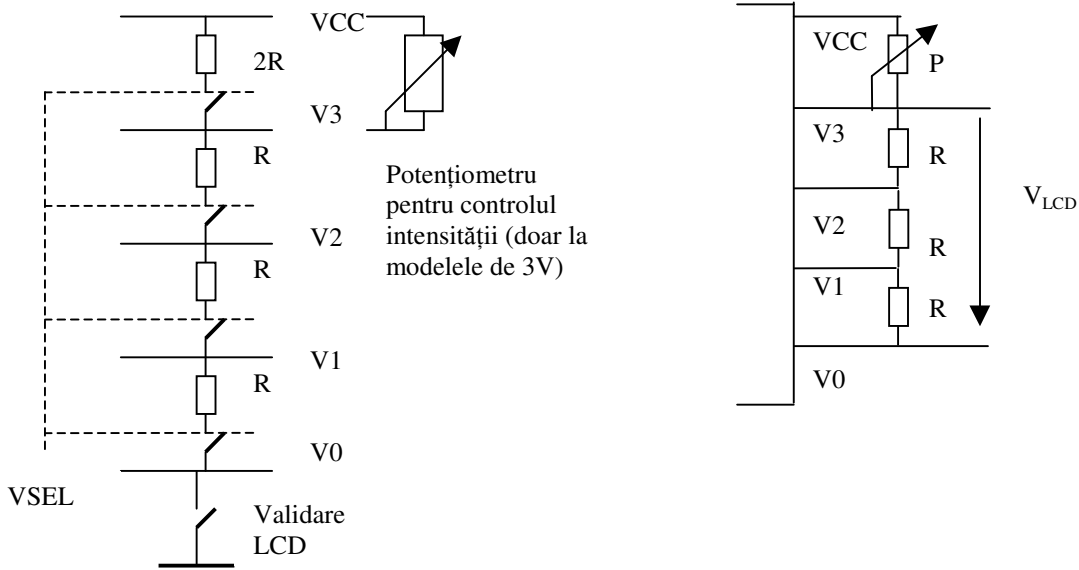 VCC
2R
V3
R
Potențiometru
pentru controlul
intensității (doar la
modelele de 3V)
V2
R
V1
R
V0
VSEL
Validare
LCD
VCC
P
V3
R
V2
R
V1
R
V0
VLCD